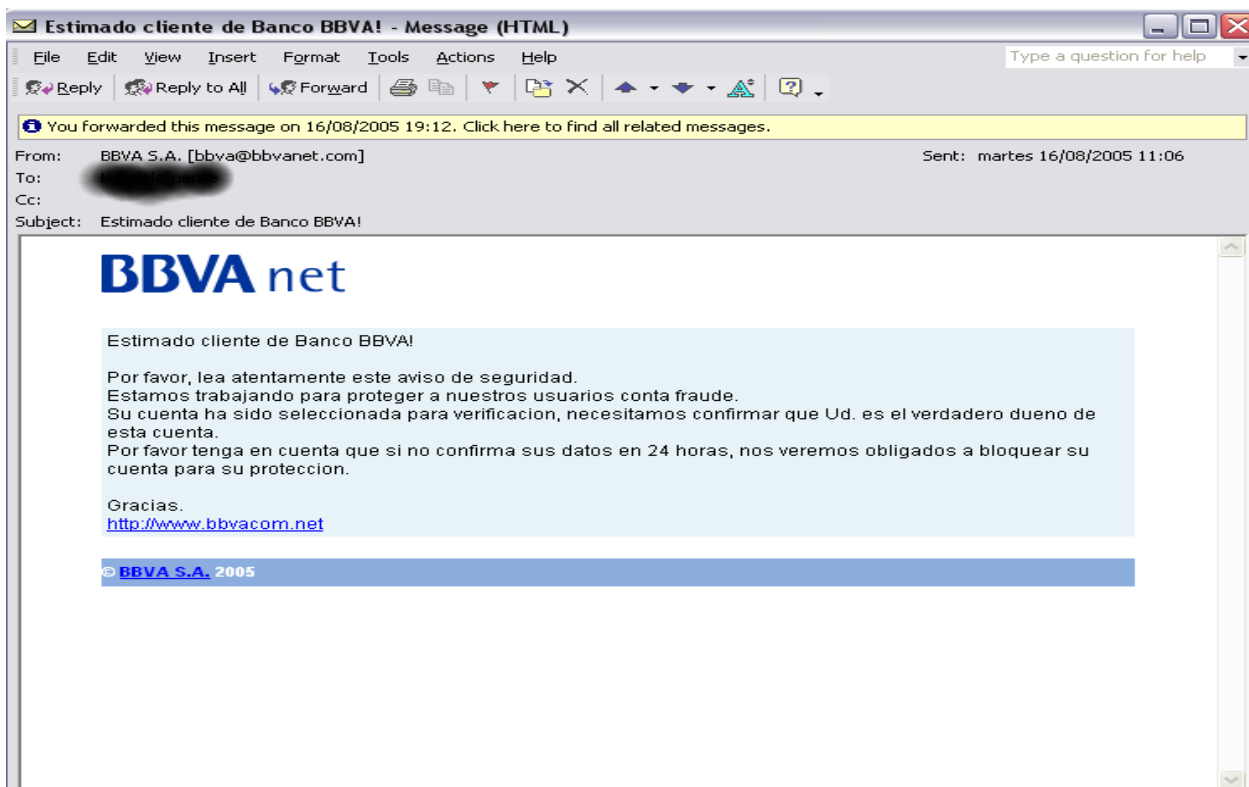 Estimado cliente de Banco BBVA! - Message (HTML)
File Edit View Insert Format Tools Actions Help Type a question for help
Reply Reply to All Forward
You forwarded this message on 16/08/2005 19:12. Click here to find all related messages.
From: BBVA S.A. [bbva@bbvanet.com] Sent: martes 16/08/2005 11:06
To:
Cc:
Subject: Estimado cliente de Banco BBVA!
BBVA net
Estimado cliente de Banco BBVA!
Por favor, lea atentamente este aviso de seguridad.
Estamos trabajando para proteger a nuestros usuarios conta fraude.
Su cuenta ha sido seleccionada para verificacion, necesitamos confirmar que Ud. es el verdadero dueno de
esta cuenta.
Por favor tenga en cuenta que si no confirma sus datos en 24 horas, nos veremos obligados a bloquear su
cuenta para su proteccion.
Gracias.
http://www.bbvacom.net
© BBVA S.A. 2005